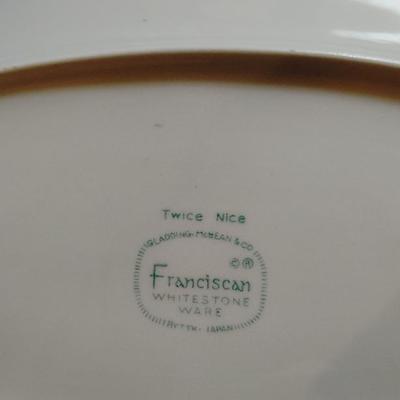 Twice Nice
GLADDING, McBEAN & CO
©®
Franciscan
WHITESTONE
WARE
JAPAN